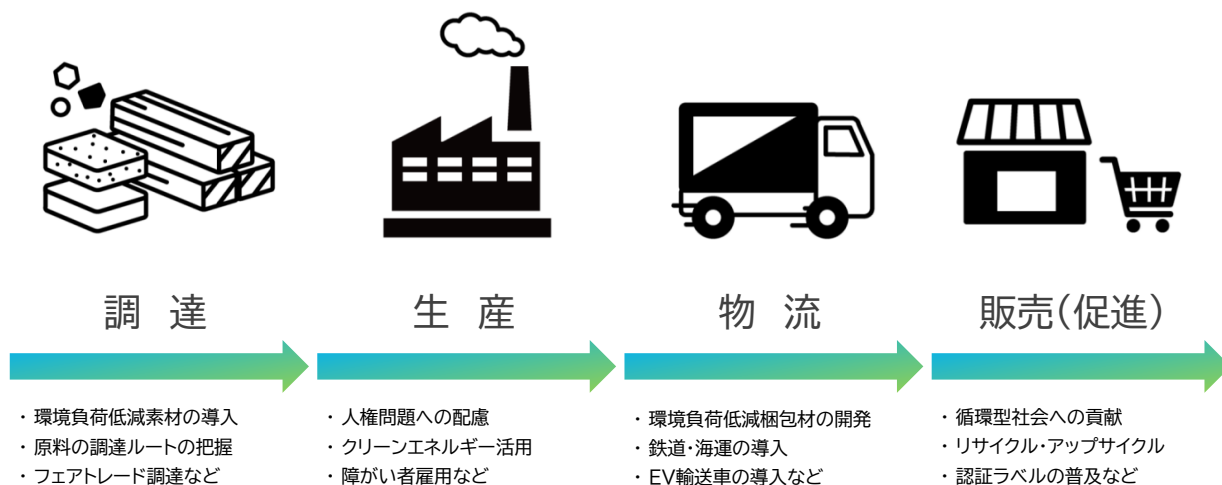 調 達
・ 環境負荷低減素材の導入
・ 原料の調達ルートの把握
・ フェアトレード調達など
生 産
・ 人権問題への配慮
・ クリーンエネルギー活用
・ 障がい者雇用など
物 流
・ 環境負荷低減梱包材の開発
・ 鉄道・海運の導入
・ EV輸送車の導入など
販売(促進)
・ 循環型社会への貢献
・ リサイクル・アップサイクル
・ 認証ラベルの普及など